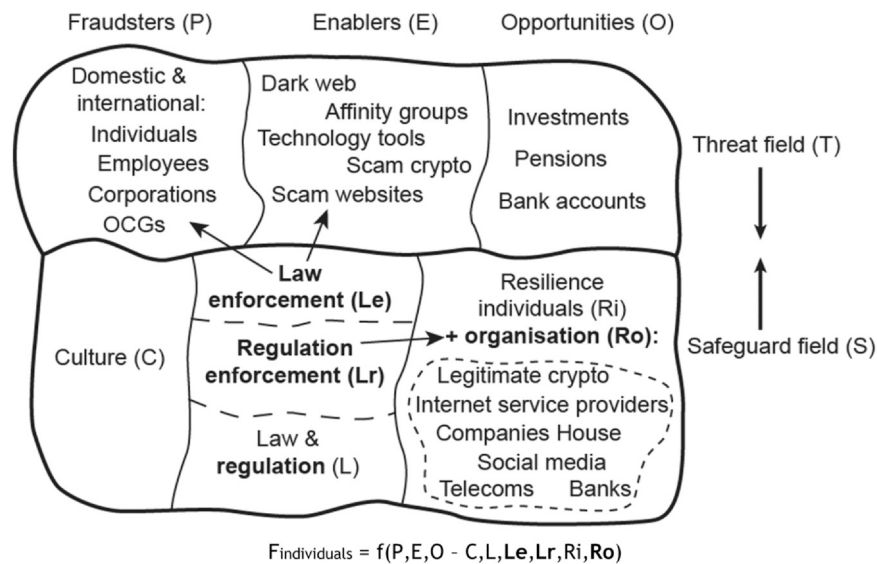 Fraudsters (P)
Enablers (E)
Opportunities (O)
Domestic &
international:
Individuals
Employees
Corporations
OCGs
Dark web
Affinity groups
Technology tools
Scam crypto
Scam websites
Investments
Pensions
Bank accounts
Threat field (T)
Culture (C)
Law
enforcement (Le)
Regulation
enforcement (Lr)
Law &
regulation (L)
Resilience
individuals (Ri)
+ organisation (Ro):
Legitimate crypto
Internet service providers
Companies House
Social media
Telecoms Banks
Safeguard field (S)
Findividuals = f(P,E,O - C,L,Le,Lr,Ri,Ro)